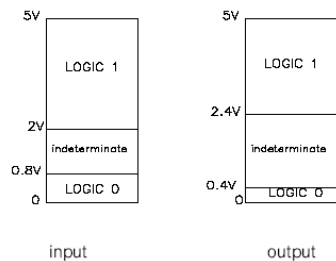 5V
LOGIC 1
2V
indeterminate
0.8V
LOGIC 0
0
input
5V
LOGIC 1
2.4V
indeterminate
0.4V
LOGIC 0
0
output